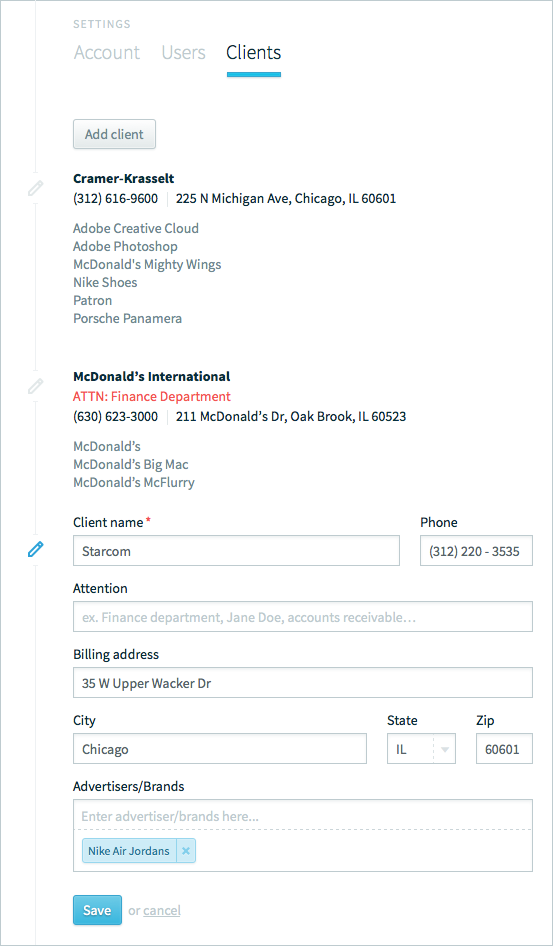 SETTINGS
Account Users Clients
Add client
Cramer-Krasselt
(312) 616-9600 225 N Michigan Ave, Chicago, IL 60601
Adobe Creative Cloud
Adobe Photoshop
McDonald's Mighty Wings
Nike Shoes
Patron
Porsche Panamera
McDonald’s International
ATTN: Finance Department
(630) 623-3000 211 McDonald’s Dr, Oak Brook, IL 60523
McDonald’s
McDonald’s Big Mac
McDonald’s McFlurry
Client name * Phone
Starcom (312) 220 - 3535
Attention
ex. Finance department, Jane Doe, accounts receivable…
Billing address
35 W Upper Wacker Dr
City State Zip
Chicago IL 60601
Advertisers/Brands
Enter advertiser/brands here...
Nike Air Jordans ×
Save or cancel